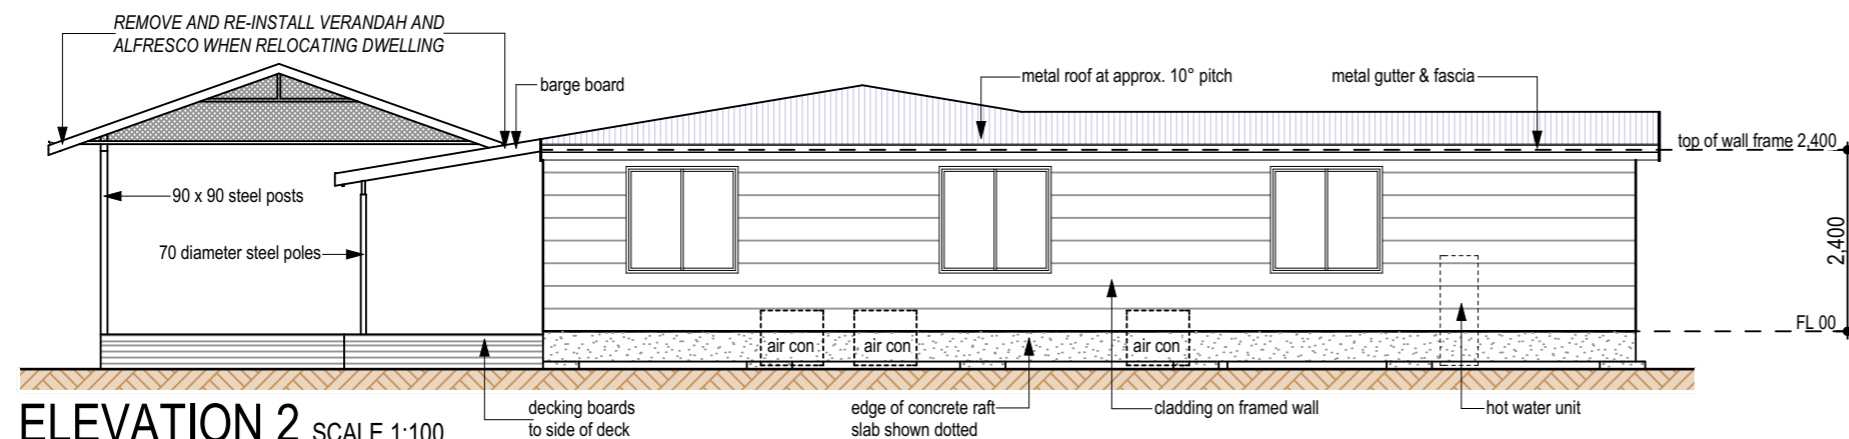 REMOVE AND RE-INSTALL VERANDAH AND
ALFRESCO WHEN RELOCATING DWELLING
barge board
metal roof at approx. 10° pitch
metal gutter & fascia
top of wall frame 2,400
90 x 90 steel posts
70 diameter steel poles
2,400
FL 00
air con
air con
air con
decking boards
to side of deck
edge of concrete raft
slab shown dotted
cladding on framed wall
hot water unit
ELEVATION 2 SCALE 1:100